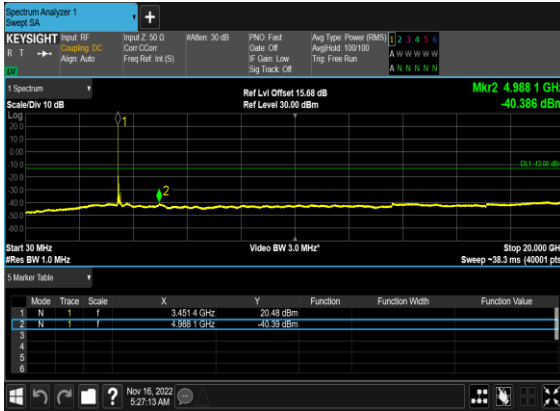 Spectrum Analyzer 1
Swept SA
+
KEYSIGHT Input: RF Input Z: 50 Ω #Atten: 30 dB PNO: Fast Avg Type: Power (RMS) 1 2 3 4 5 6
R T Coupling: DC Corr CCorr Gate: Off Avg|Hold: 100/100 A W W W W W
Align: Auto Freq Ref: Int (S) IF Gain: Low Trig: Free Run
Sig Track: Off A N N N N N
1 Spectrum Ref Lvl Offset 15.68 dB Mkr2 4.988 1 GHz
Scale/Div 10 dB Ref Level 30.00 dBm -40.386 dBm
Log
20.0
10.0
0.00
-10.0
-20.0
-30.0
-40.0
-50.0
-60.0
1
2
DL1 -13.00 dBm
Start 30 MHz Video BW 3.0 MHz* Stop 20.000 GHz
#Res BW 1.0 MHz Sweep ~38.3 ms (40001 pts)
5 Marker Table
Mode Trace Scale X Y Function Function Width Function Value
1 N 1 f 3.451 4 GHz 20.48 dBm
2 N 1 f 4.988 1 GHz -40.39 dBm
3
4
5
6
? Nov 16, 2022
5:27:13 AM